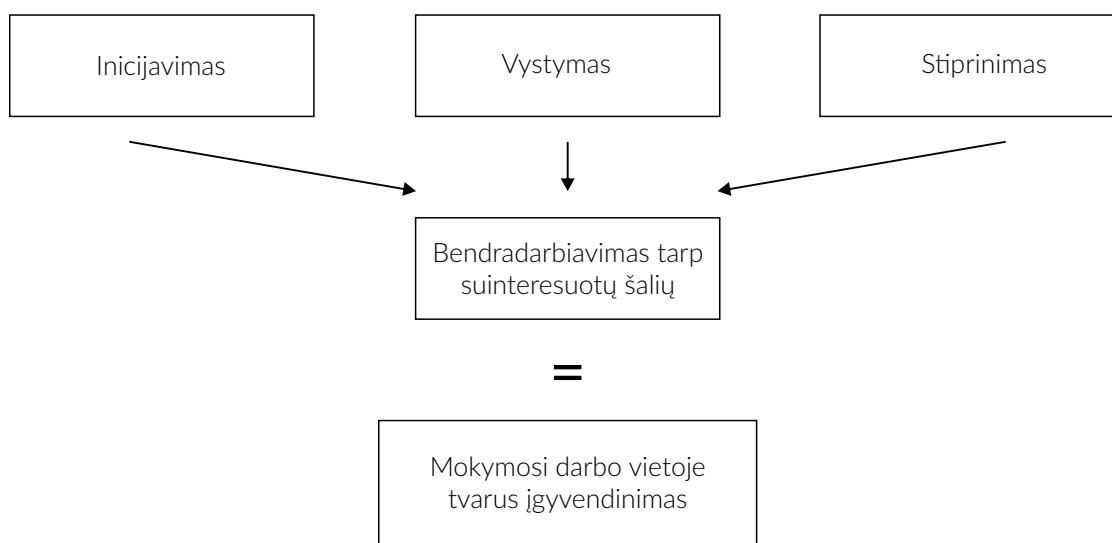 Inicijavimas
Vystymas
Stiprinimas
Bendradarbiavimas tarp
suinteresuotų šalių
=
Mokymosi darbo vietoje
tvarus įgyvendinimas